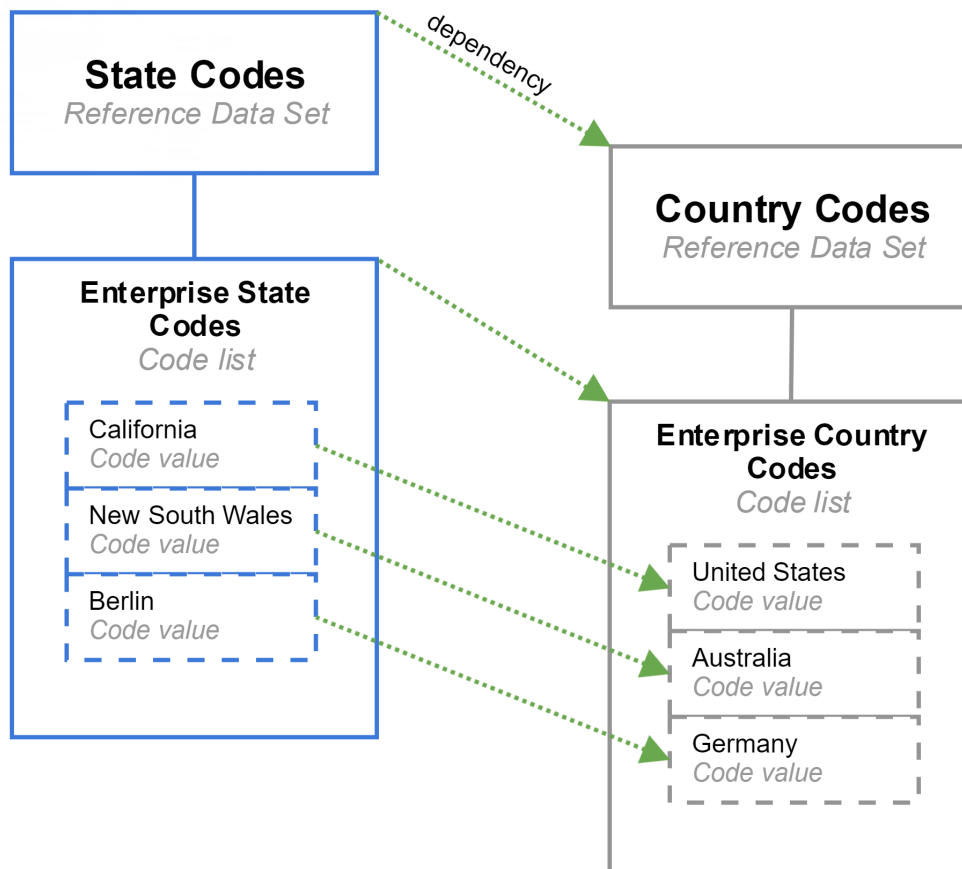 State Codes
Reference Data Set
dependency
Country Codes
Reference Data Set
Enterprise State
Codes
Code list
California
Code value
New South Wales
Code value
Berlin
Code value
Enterprise Country
Codes
Code list
United States
Code value
Australia
Code value
Germany
Code value